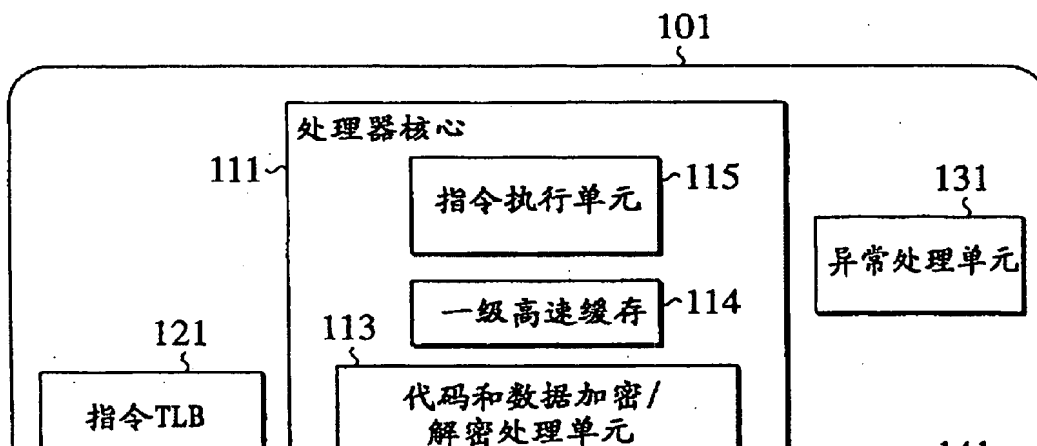 101
处理器核心
111
指令执行单元
115
131
异常处理单元
一级高速缓存
114
113
121
代码和数据加密/
解密处理单元
指令TLB
141